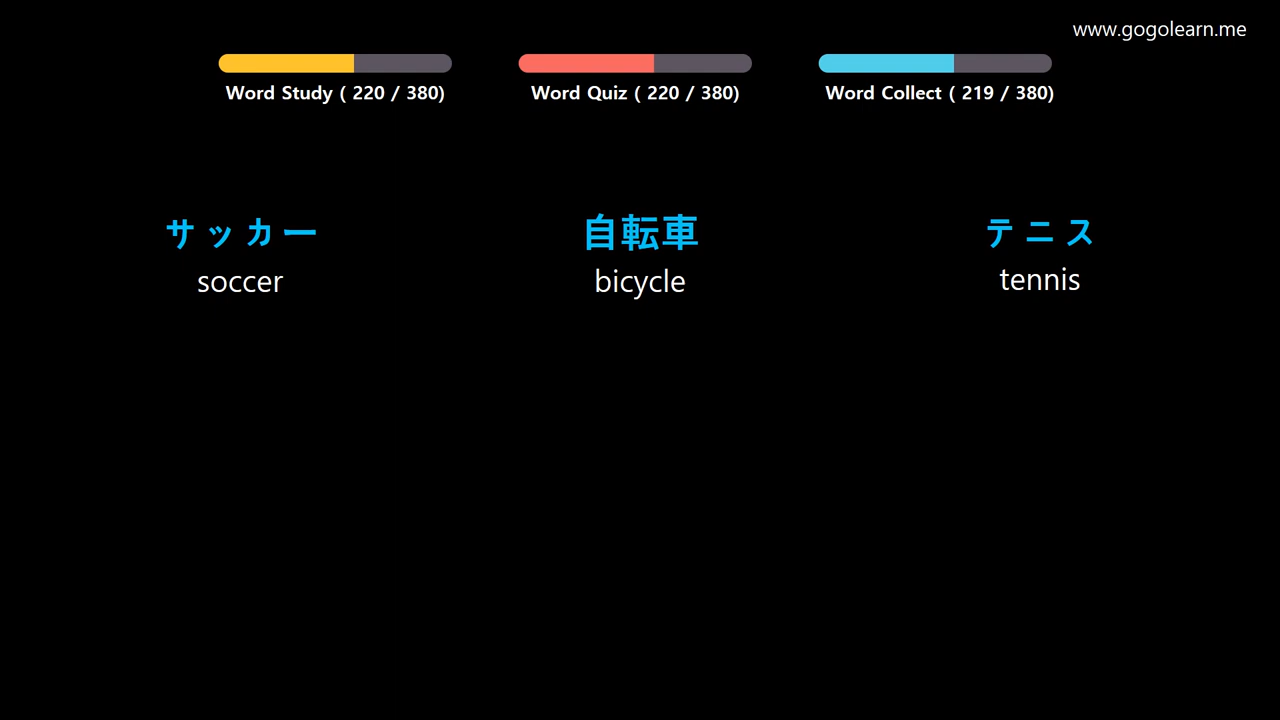 www.gogolearn.me
Word Study ( 220 / 380)
Word Quiz ( 220 / 380)
Word Collect ( 219 / 380)
サッカー
soccer
自転車
bicycle
テニス
tennis